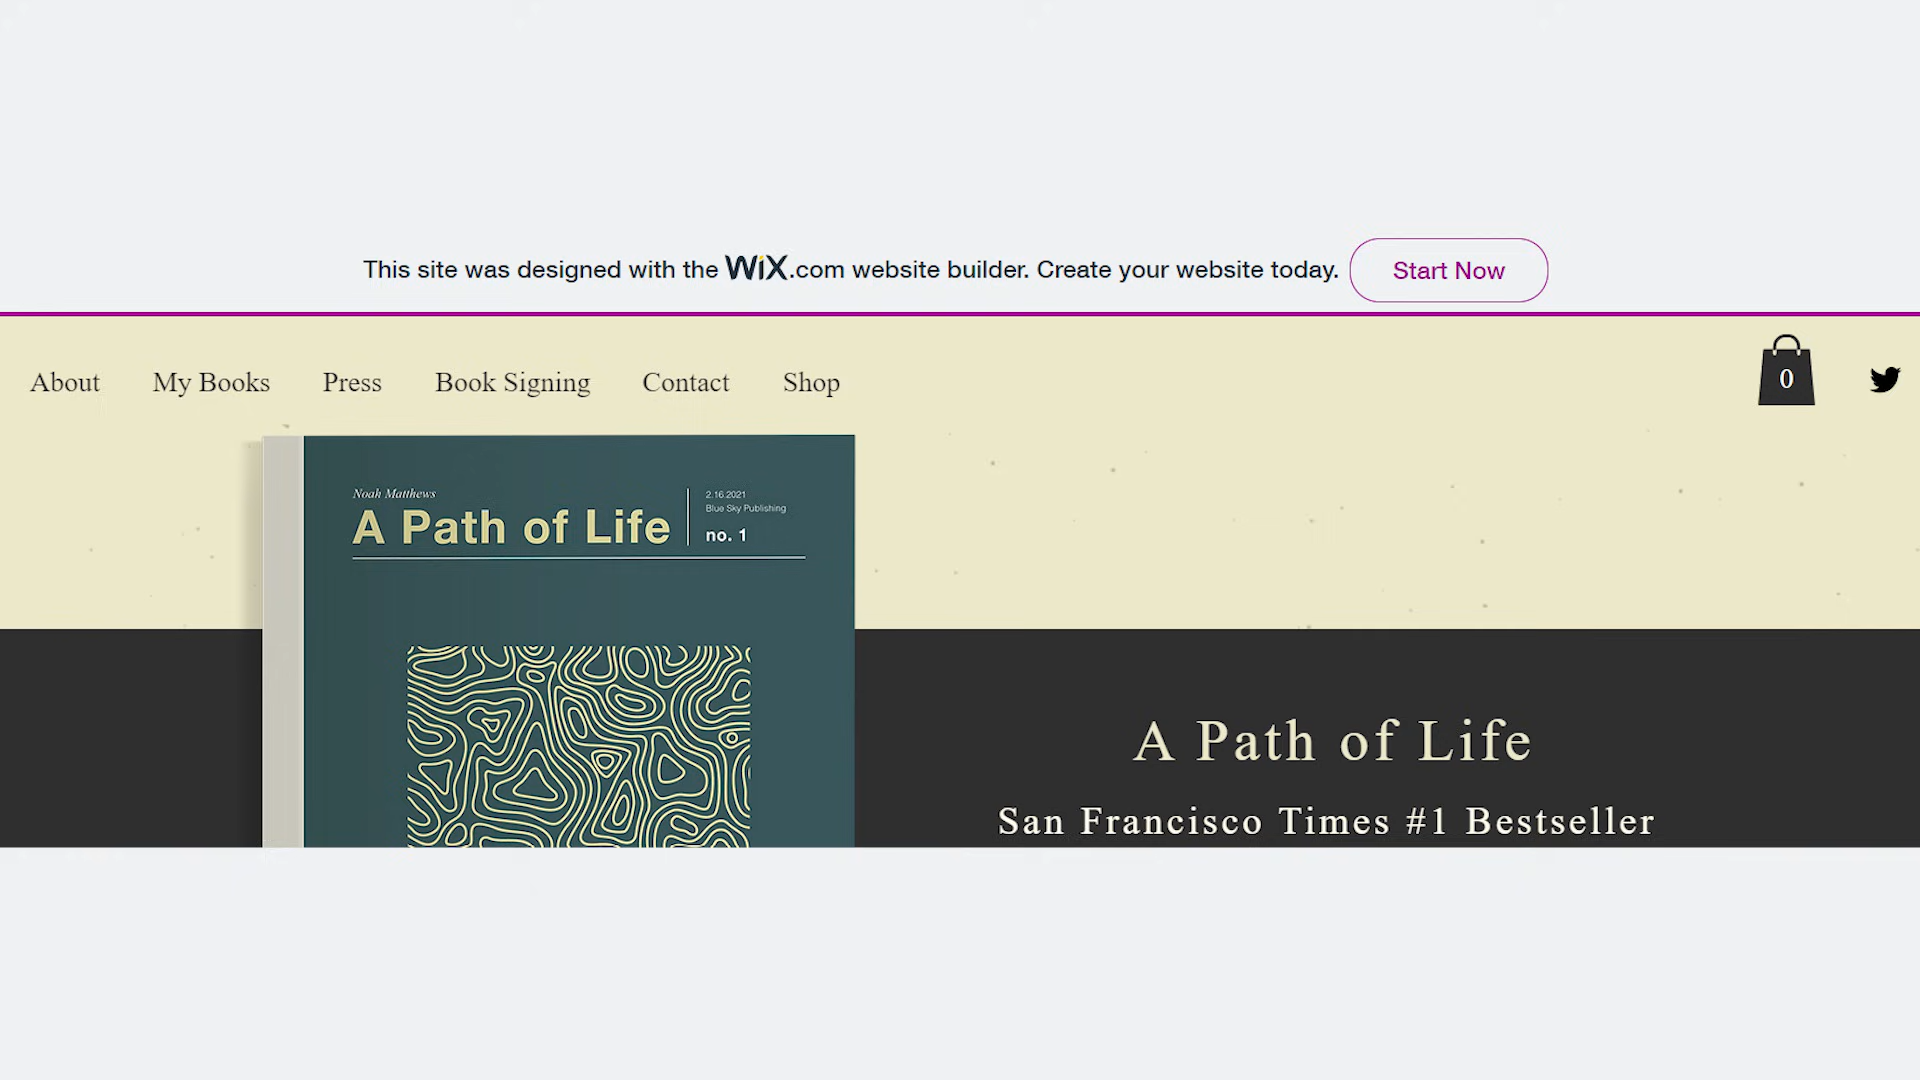 This site was designed with the WiX.com website builder. Create your website today. Start Now
About My Books Press Book Signing Contact Shop 0
Noah Matthews
A Path of Life
2.16.2021
Blue Sky Publishing
no. 1
A Path of Life
San Francisco Times #1 Bestseller